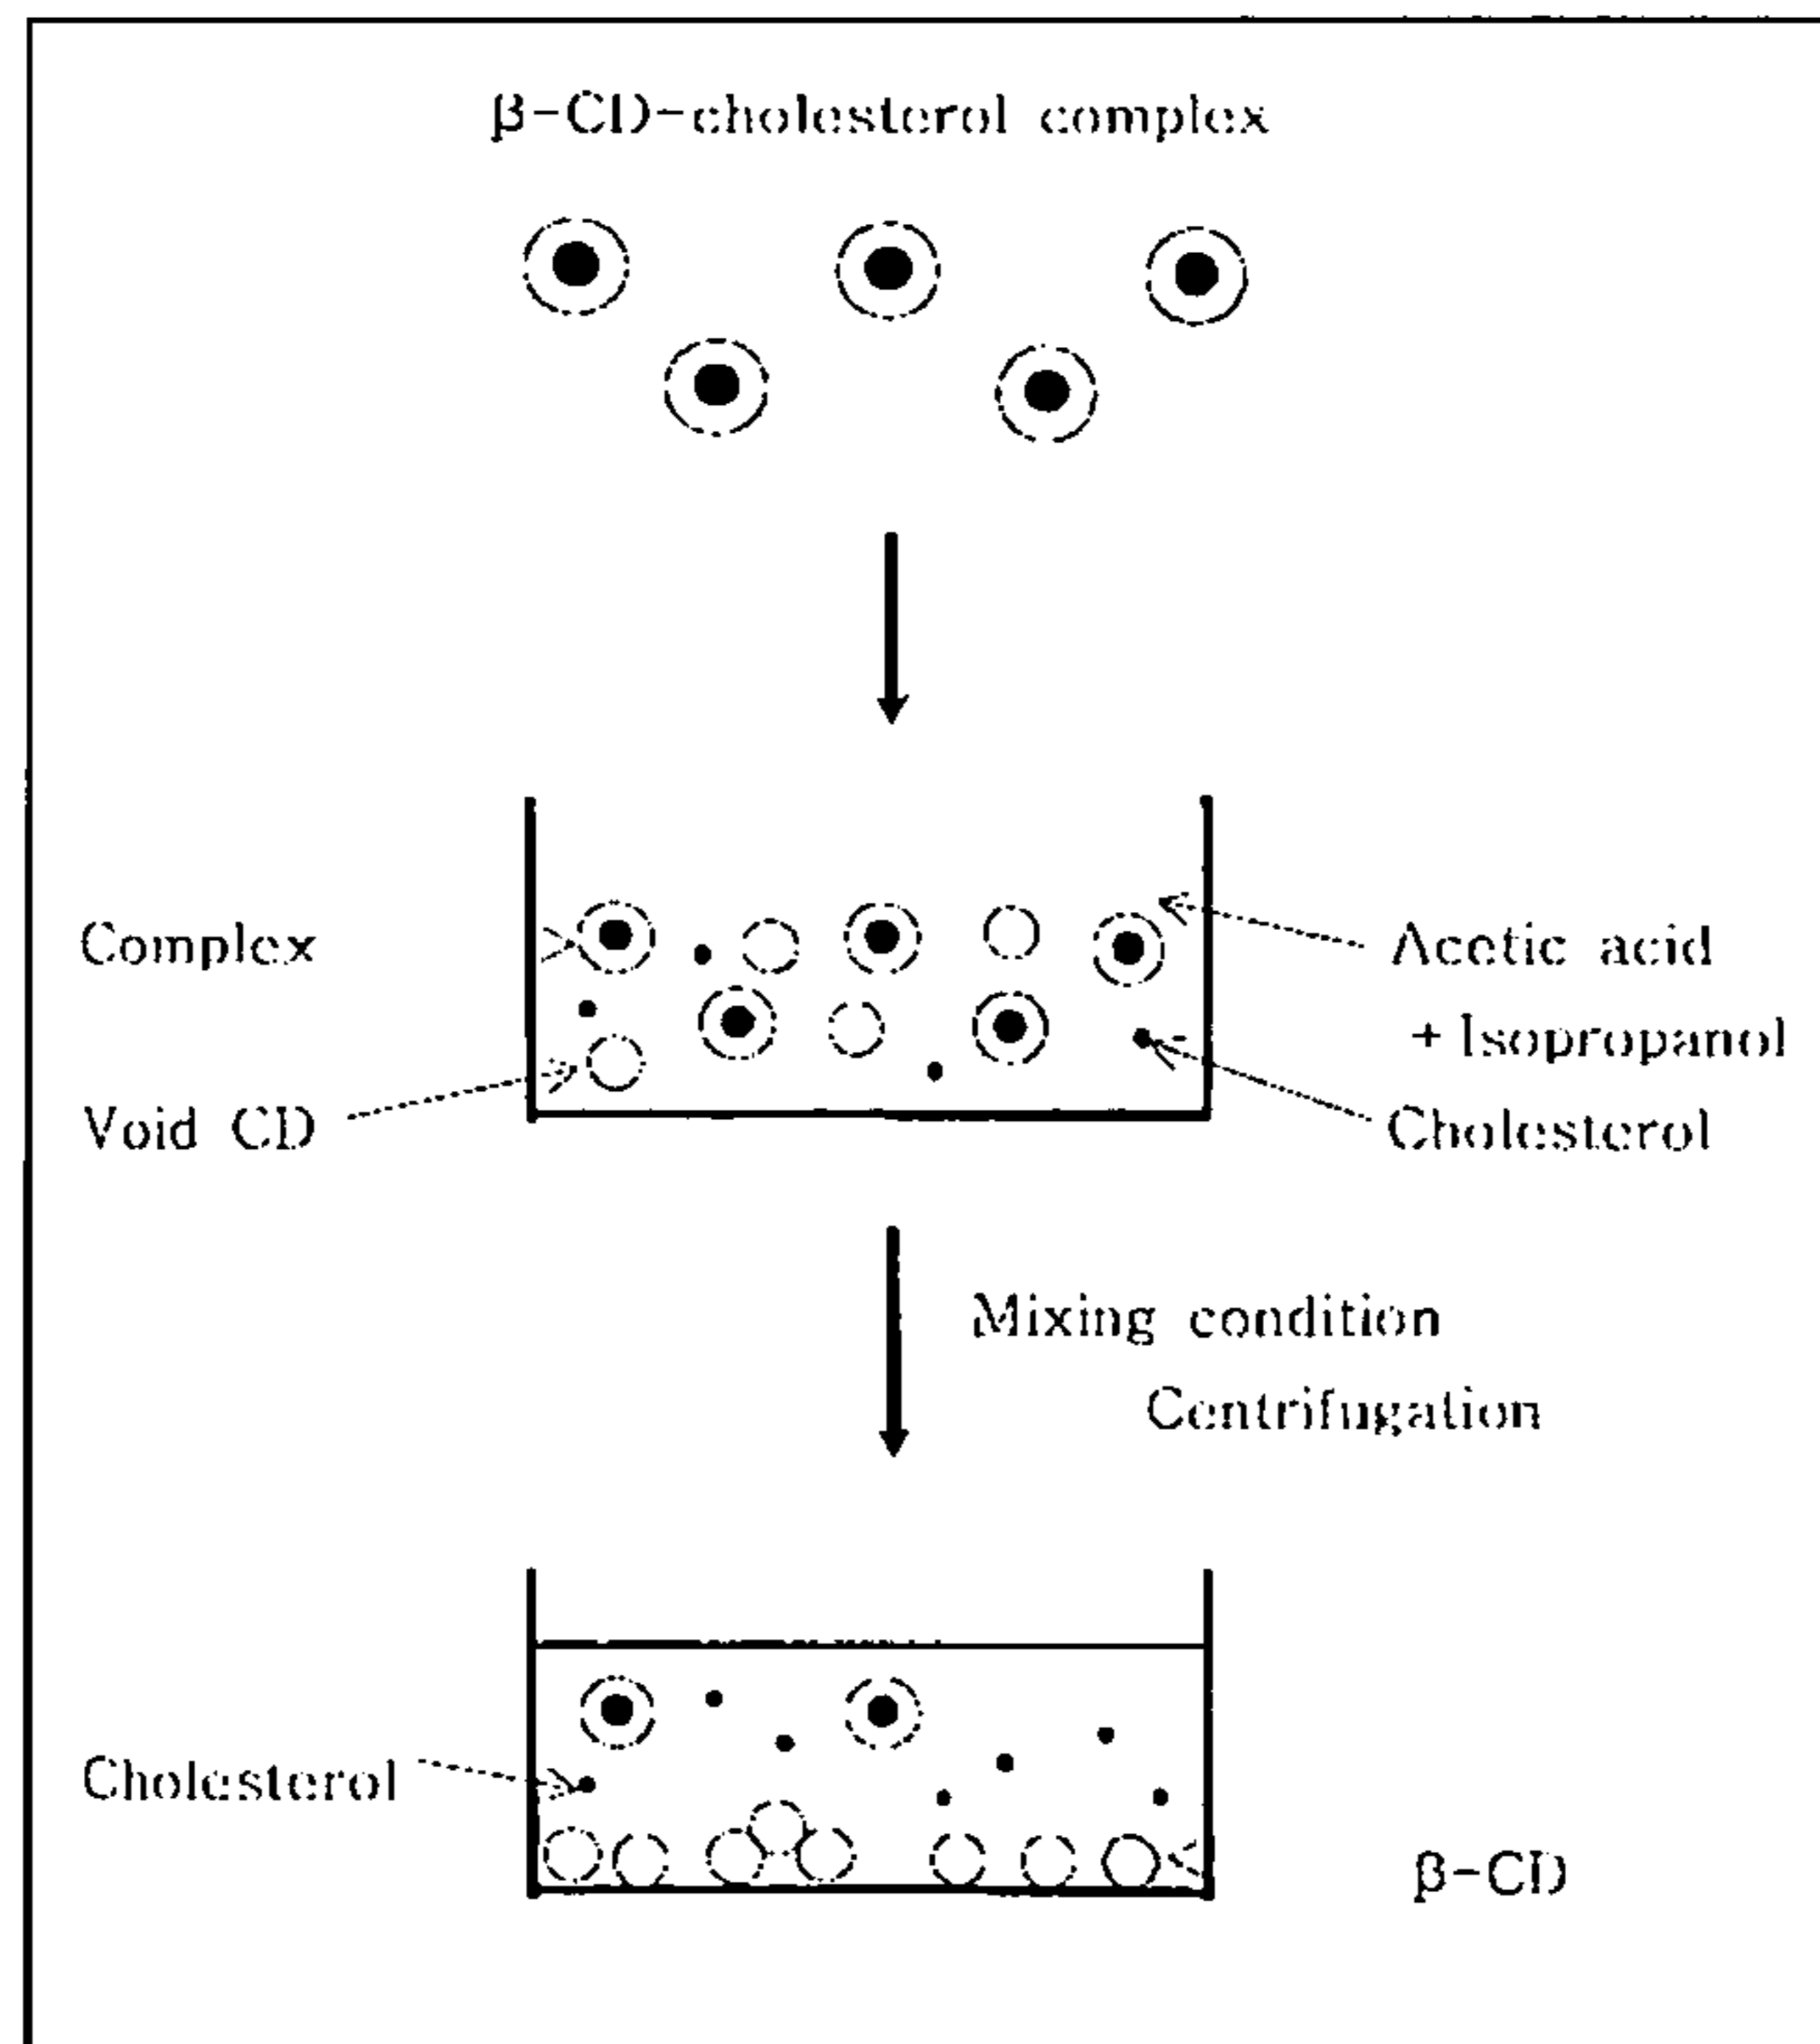 β-CD-cholesterol complex
Complex
Acetic acid
+ Isopropanol
Void CD
Cholesterol
Mixing condition
Centrifugation
Cholesterol
β-CD